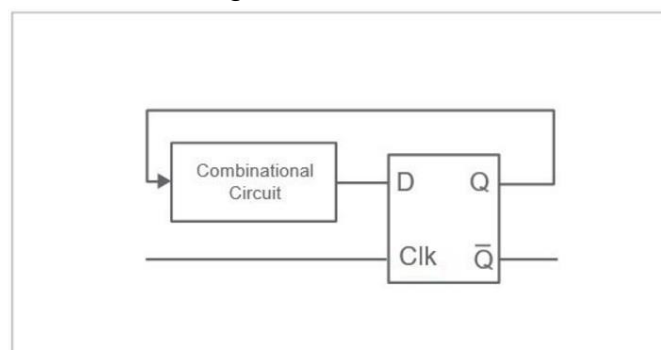 Combinational
Circuit
D Q
Clk Q̅